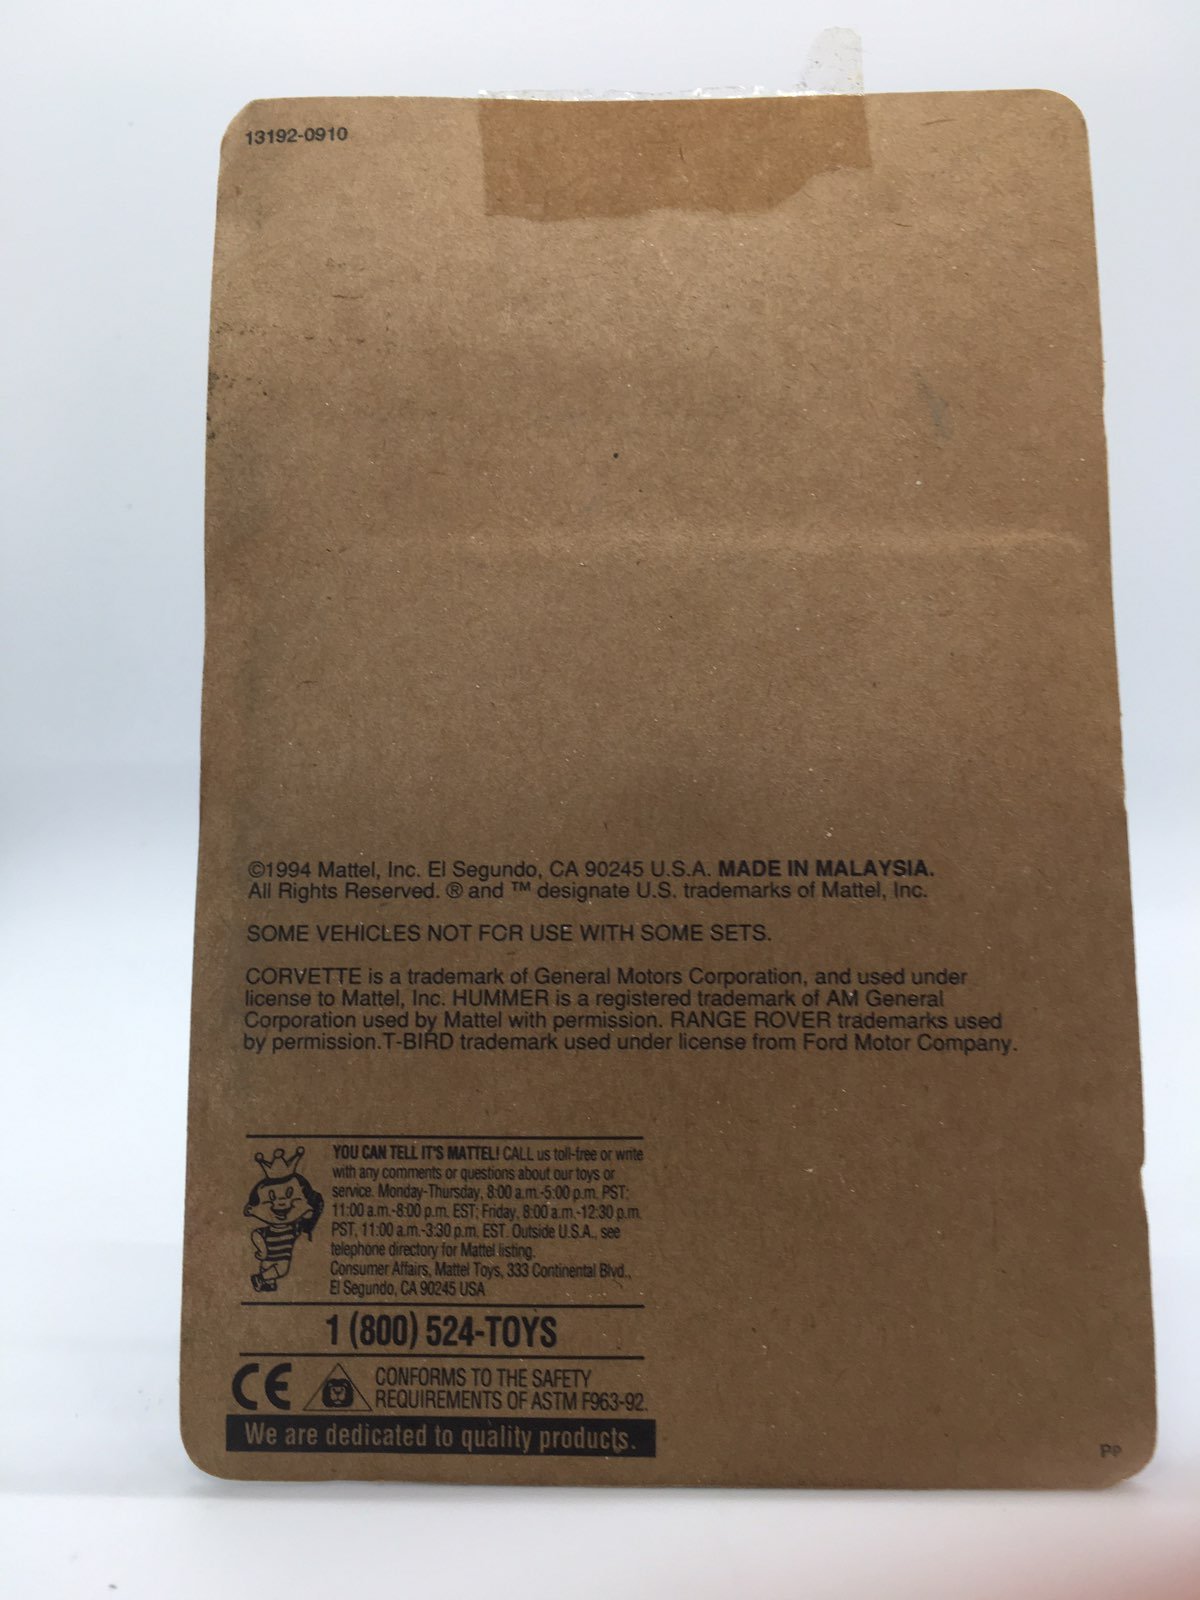 13192-0910
©1994 Mattel, Inc. El Segundo, CA 90245 U.S.A. MADE IN MALAYSIA.
All Rights Reserved. ® and ™ designate U.S. trademarks of Mattel, Inc.
SOME VEHICLES NOT FOR USE WITH SOME SETS.
CORVETTE is a trademark of General Motors Corporation, and used under
license to Mattel, Inc. HUMMER is a registered trademark of AM General
Corporation used by Mattel with permission. RANGE ROVER trademarks used
by permission.T-BIRD trademark used under license from Ford Motor Company.
YOU CAN TELL IT'S MATTEL! CALL us toll-free or write
with any comments or questions about our toys or
service. Monday-Thursday, 8:00 a.m.-5:00 p.m. PST;
11:00 a.m.-8:00 p.m. EST; Friday, 8:00 a.m.-12:30 p.m.
PST, 11:00 a.m.-3:30 p.m. EST. Outside U.S.A., see
telephone directory for Mattel listing.
Consumer Affairs, Mattel Toys, 333 Continental Blvd.,
El Segundo, CA 90245 USA
1 (800) 524-TOYS
CE CONFORMS TO THE SAFETY
REQUIREMENTS OF ASTM F963-92.
We are dedicated to quality products.
PP